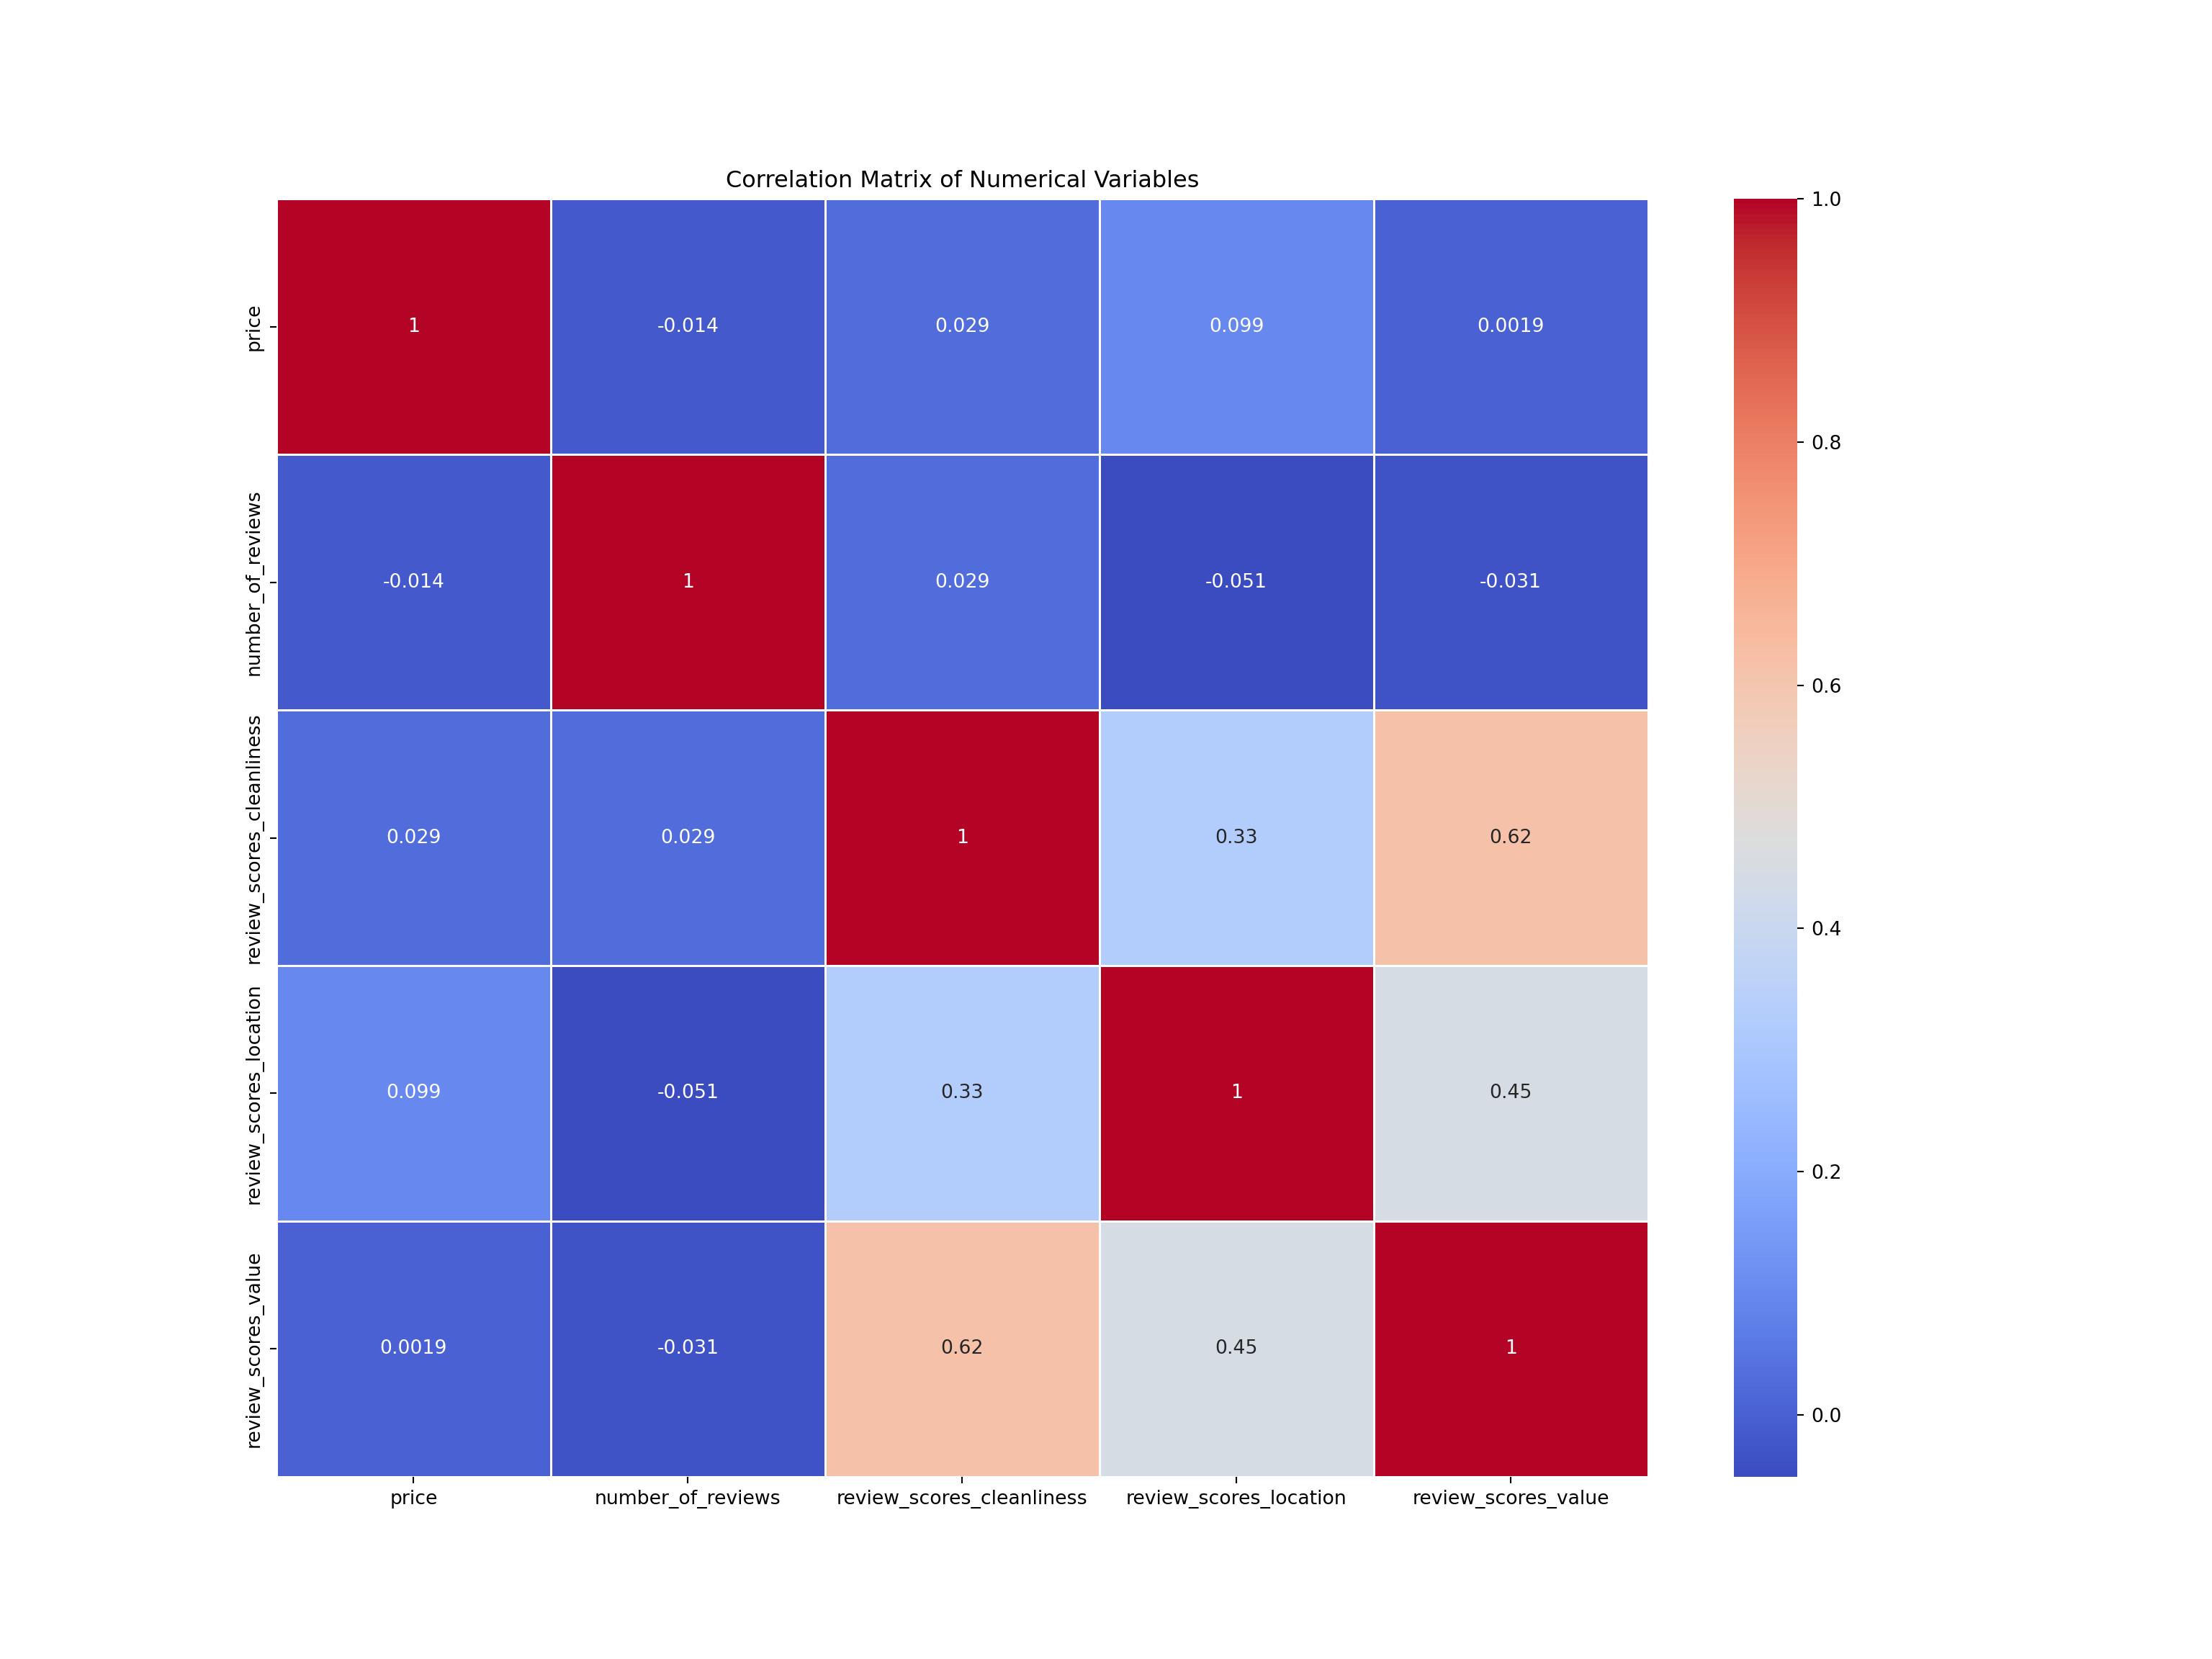 Correlation Matrix of Numerical Variables
price
1
-0.014
0.029
0.099
0.0019
number_of_reviews
-0.014
1
0.029
-0.051
-0.031
review_scores_cleanliness
0.029
0.029
1
0.33
0.62
review_scores_location
0.099
-0.051
0.33
1
0.45
review_scores_value
0.0019
-0.031
0.62
0.45
1
price
number_of_reviews
review_scores_cleanliness
review_scores_location
review_scores_value
1.0
0.8
0.6
0.4
0.2
0.0